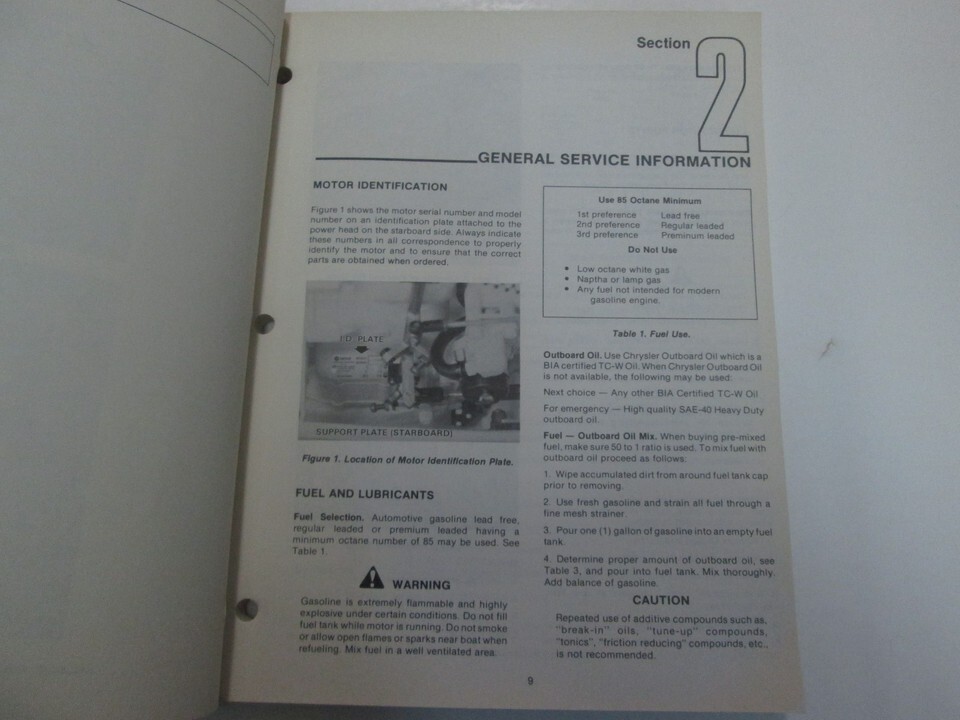 Section
2
GENERAL SERVICE INFORMATION
MOTOR IDENTIFICATION
Figure 1 shows the motor serial number and model
number on an identification plate attached to the
power head on the starboard side. Always indicate
these numbers in all correspondence to properly
identify the motor and to ensure that the correct
parts are obtained when ordered.
I.D. PLATE
SUPPORT PLATE (STARBOARD)
Figure 1. Location of Motor Identification Plate.
FUEL AND LUBRICANTS
Fuel Selection. Automotive gasoline lead free,
regular leaded or premium leaded having a
minimum octane number of 85 may be used. See
Table 1.
WARNING
Gasoline is extremely flammable and highly
explosive under certain conditions. Do not fill
fuel tank while motor is running. Do not smoke
or allow open flames or sparks near boat when
refueling. Mix fuel in a well ventilated area.
Use 85 Octane Minimum
1st preference Lead free
2nd preference Regular leaded
3rd preference Preminum leaded
Do Not Use
• Low octane white gas
• Naptha or lamp gas
• Any fuel not intended for modern
gasoline engine.
Table 1. Fuel Use.
Outboard Oil. Use Chrysler Outboard Oil which is a
BIA certified TC-W Oil. When Chrysler Outboard Oil
is not available, the following may be used:
Next choice — Any other BIA Certified TC-W Oil
For emergency — High quality SAE-40 Heavy Duty
outboard oil.
Fuel — Outboard Oil Mix. When buying pre-mixed
fuel, make sure 50 to 1 ratio is used. To mix fuel with
outboard oil proceed as follows:
1. Wipe accumulated dirt from around fuel tank cap
prior to removing.
2. Use fresh gasoline and strain all fuel through a
fine mesh strainer.
3. Pour one (1) gallon of gasoline into an empty fuel
tank.
4. Determine proper amount of outboard oil, see
Table 3, and pour into fuel tank. Mix thoroughly.
Add balance of gasoline.
CAUTION
Repeated use of additive compounds such as,
"break-in" oils, "tune-up" compounds,
"tonics", "friction reducing" compounds, etc.,
is not recommended.
9